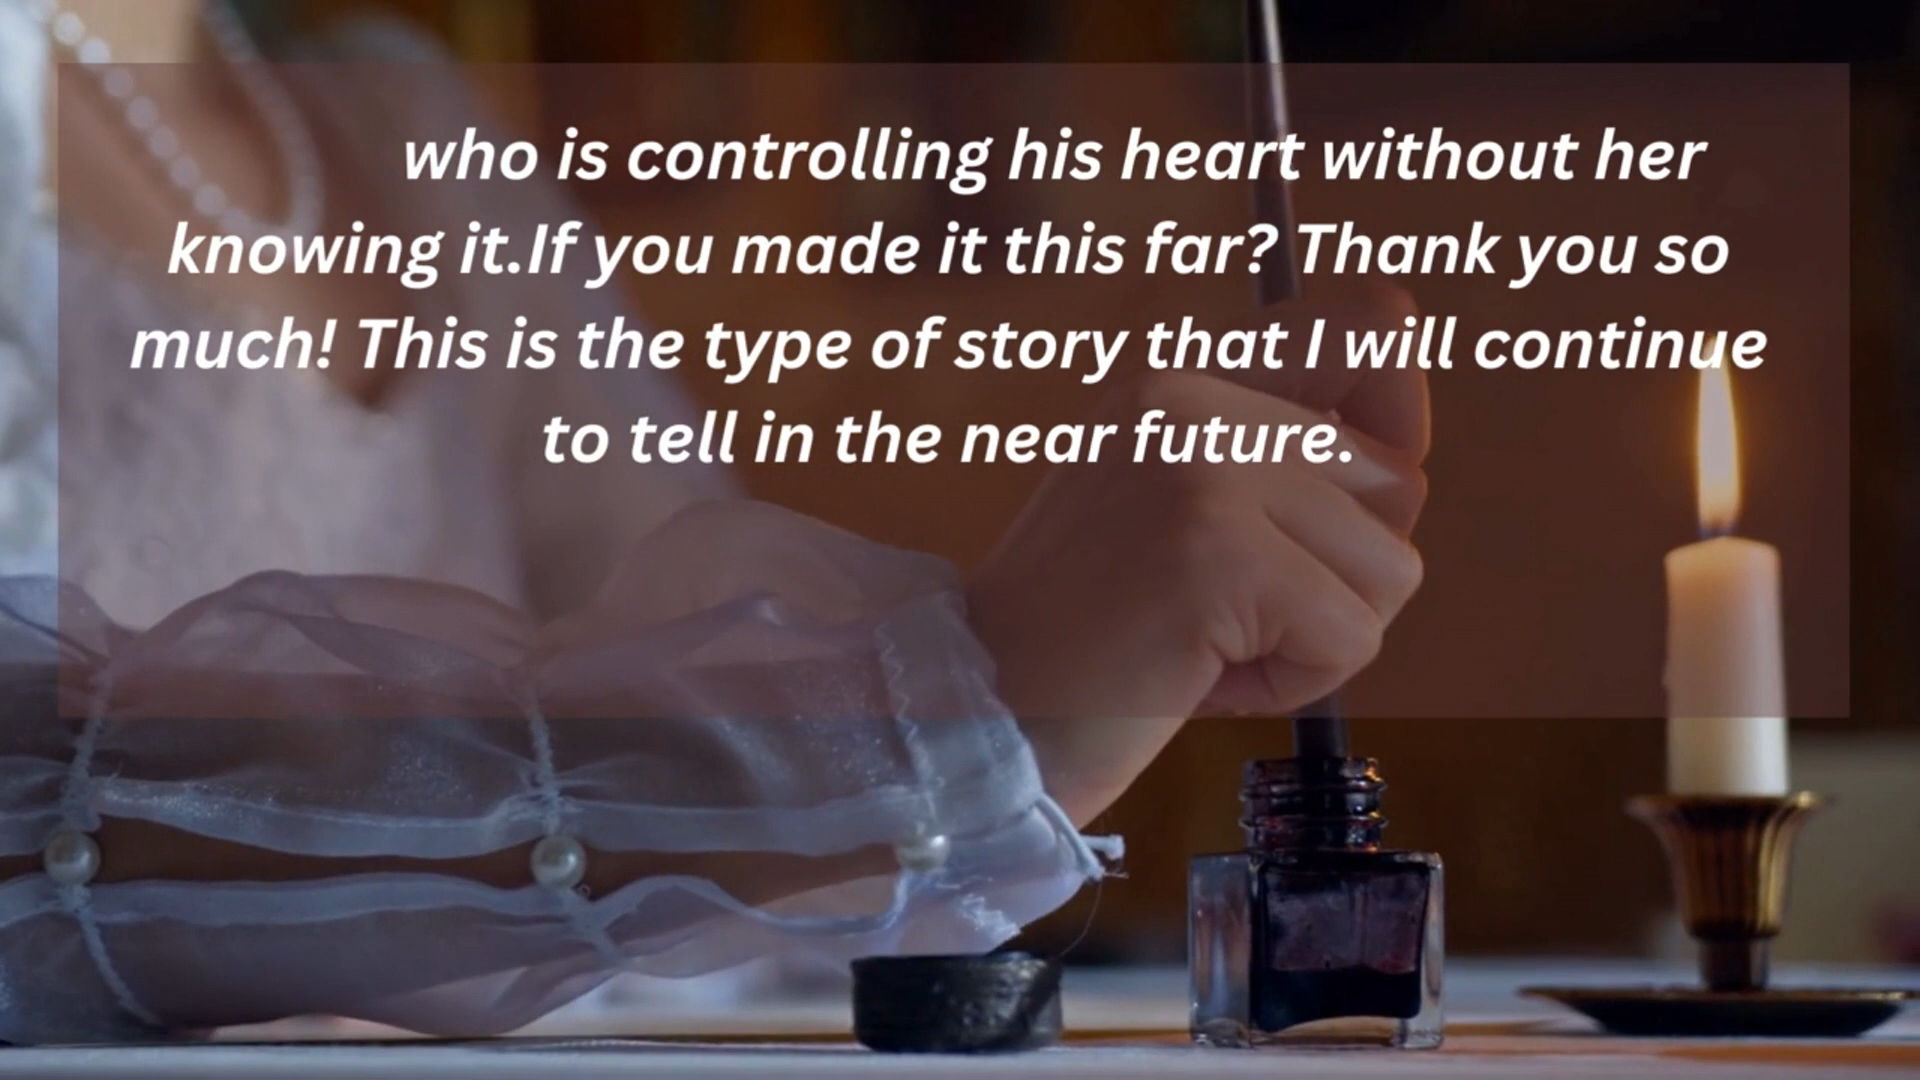 who is controlling his heart without her
knowing it.If you made it this far? Thank you so
much! This is the type of story that I will continue
to tell in the near future.